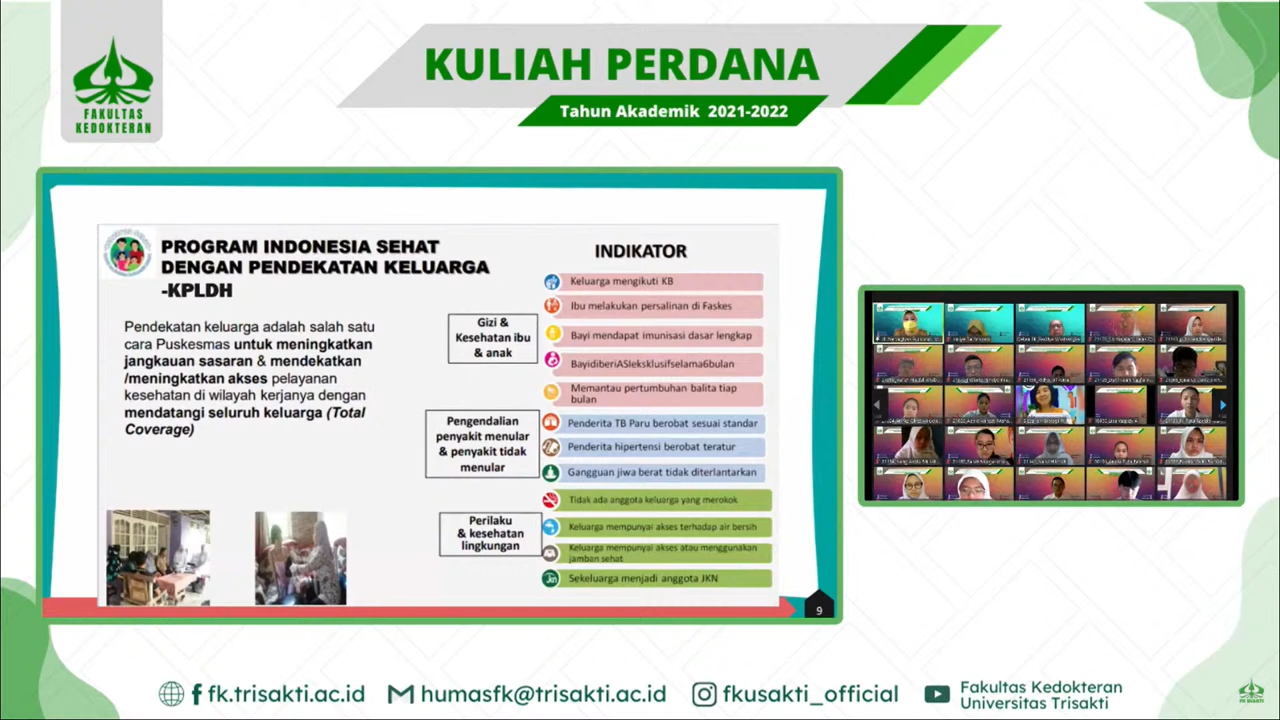 FAKULTAS
KEDOKTERAN
KULIAH PERDANA
Tahun Akademik 2021-2022
PROGRAM INDONESIA SEHAT
DENGAN PENDEKATAN KELUARGA
-KPLDH
Pendekatan keluarga adalah salah satu
cara Puskesmas untuk meningkatkan
jangkauan sasaran & mendekatkan
/meningkatkan akses pelayanan
kesehatan di wilayah kerjanya dengan
mendatangi seluruh keluarga (Total
Coverage)
INDIKATOR
Gizi &
Kesehatan ibu
& anak
Keluarga mengikuti KB
Ibu melakukan persalinan di Faskes
Bayi mendapat imunisasi dasar lengkap
BayidiberiASIeksklusifselama6bulan
Memantau pertumbuhan balita tiap
bulan
Pengendalian
penyakit menular
& penyakit tidak
menular
Penderita TB Paru berobat sesuai standar
Penderita hipertensi berobat teratur
Gangguan jiwa berat tidak diterlantarkan
Perilaku
& kesehatan
lingkungan
Tidak ada anggota keluarga yang merokok
Keluarga mempunyai akses terhadap air bersih
Keluarga mempunyai akses atau menggunakan
jamban sehat
Sekeluarga menjadi anggota JKN
9
fk.trisakti.ac.id
humasfk@trisakti.ac.id
fkusakti_official
Fakultas Kedokteran
Universitas Trisakti